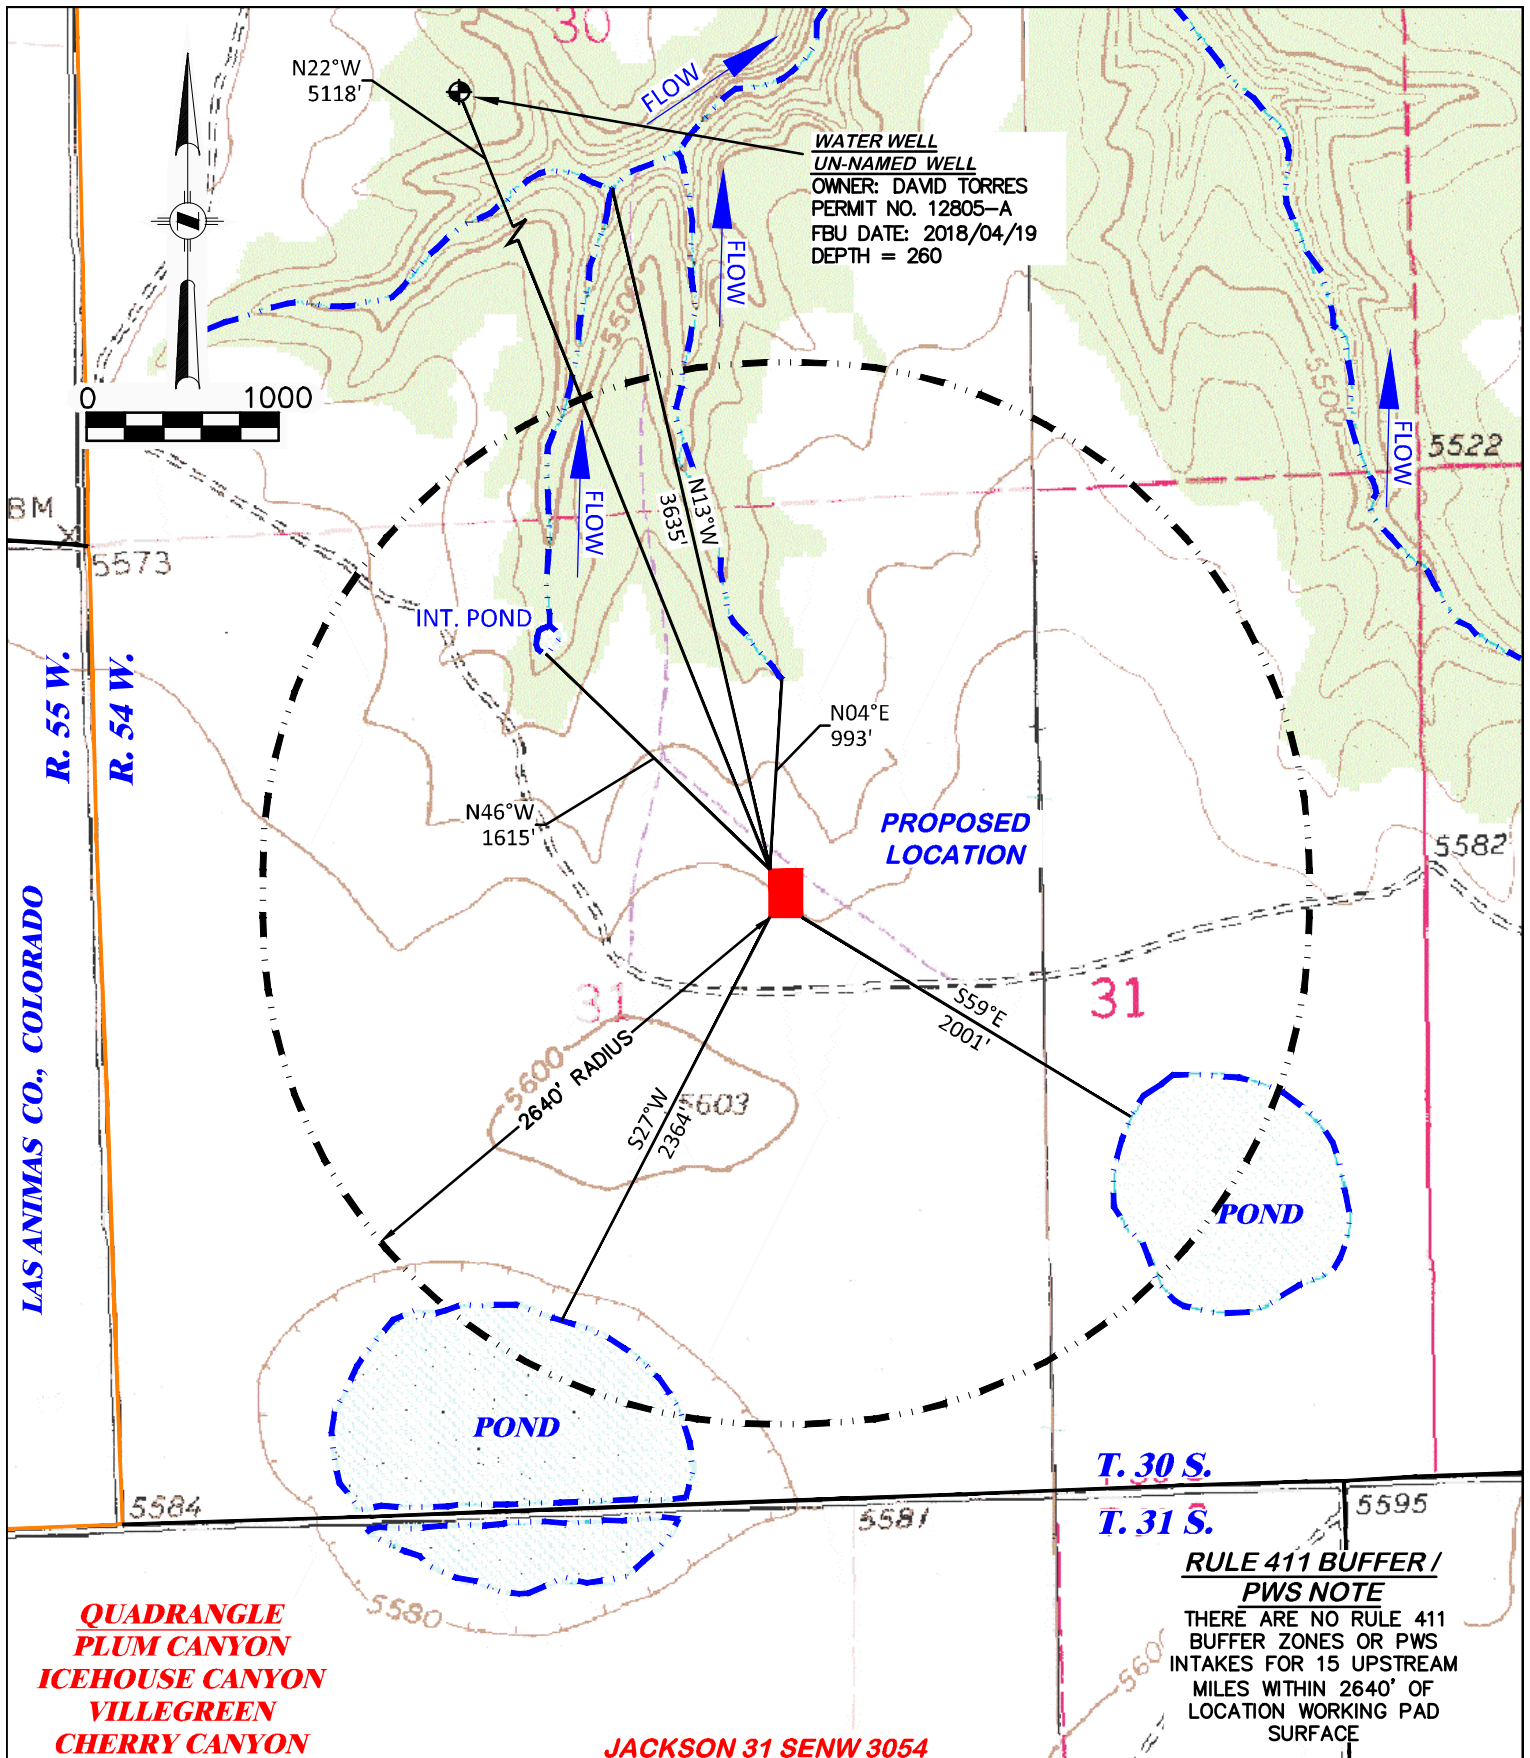 30
N22°W
5118'
FLOW
WATER WELL
UN-NAMED WELL
OWNER: DAVID TORRES
PERMIT NO. 12805-A
FBU DATE: 2018/04/19
DEPTH = 260
FLOW
5500
5500
0 1000
N13°W
3635'
FLOW
FLOW
5522
BM
5573
INT. POND
R. 55 W.
R. 54 W.
N04°E
993'
N46°W
1615'
PROPOSED
LOCATION
5582
LAS ANIMAS CO., COLORADO
31
31
S59°E
2001'
5600
2640' RADIUS
S27°W
2364'
5603
POND
POND
T. 30 S.
5584
5581
T. 31 S.
5595
5580
5600
RULE 411 BUFFER /
PWS NOTE
THERE ARE NO RULE 411
BUFFER ZONES OR PWS
INTAKES FOR 15 UPSTREAM
MILES WITHIN 2640' OF
LOCATION WORKING PAD
SURFACE
QUADRANGLE
PLUM CANYON
ICEHOUSE CANYON
VILLEGREEN
CHERRY CANYON
JACKSON 31 SENW 3054